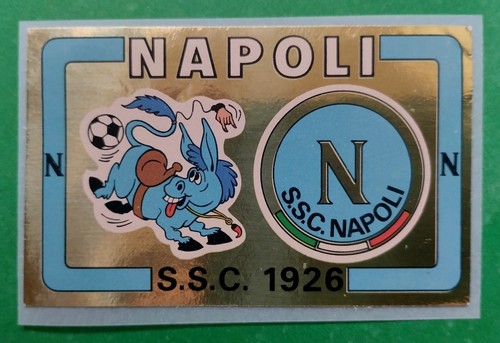 NAPOLI
N
N
S.S.C. NAPOLI
N
S.S.C. 1926